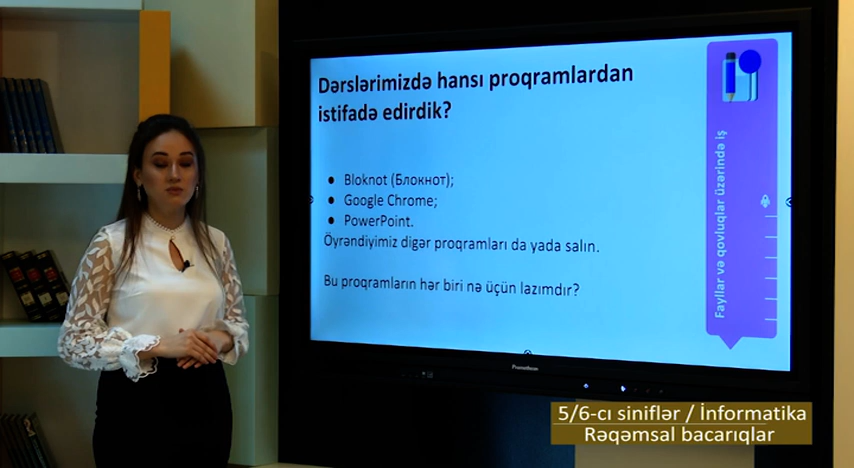 Dərslərimizdə hansı proqramlardan
istifadə edirdik?
● Bloknot (Блокнот);
● Google Chrome;
● PowerPoint.
Öyrəndiyimiz digər proqramları da yada salın.
Bu proqramların hər biri nə üçün lazımdır?
Fayllar və qovluqlar üzərində iş
Promethean
5/6-cı siniflər / İnformatika
Rəqəmsal bacarıqlar